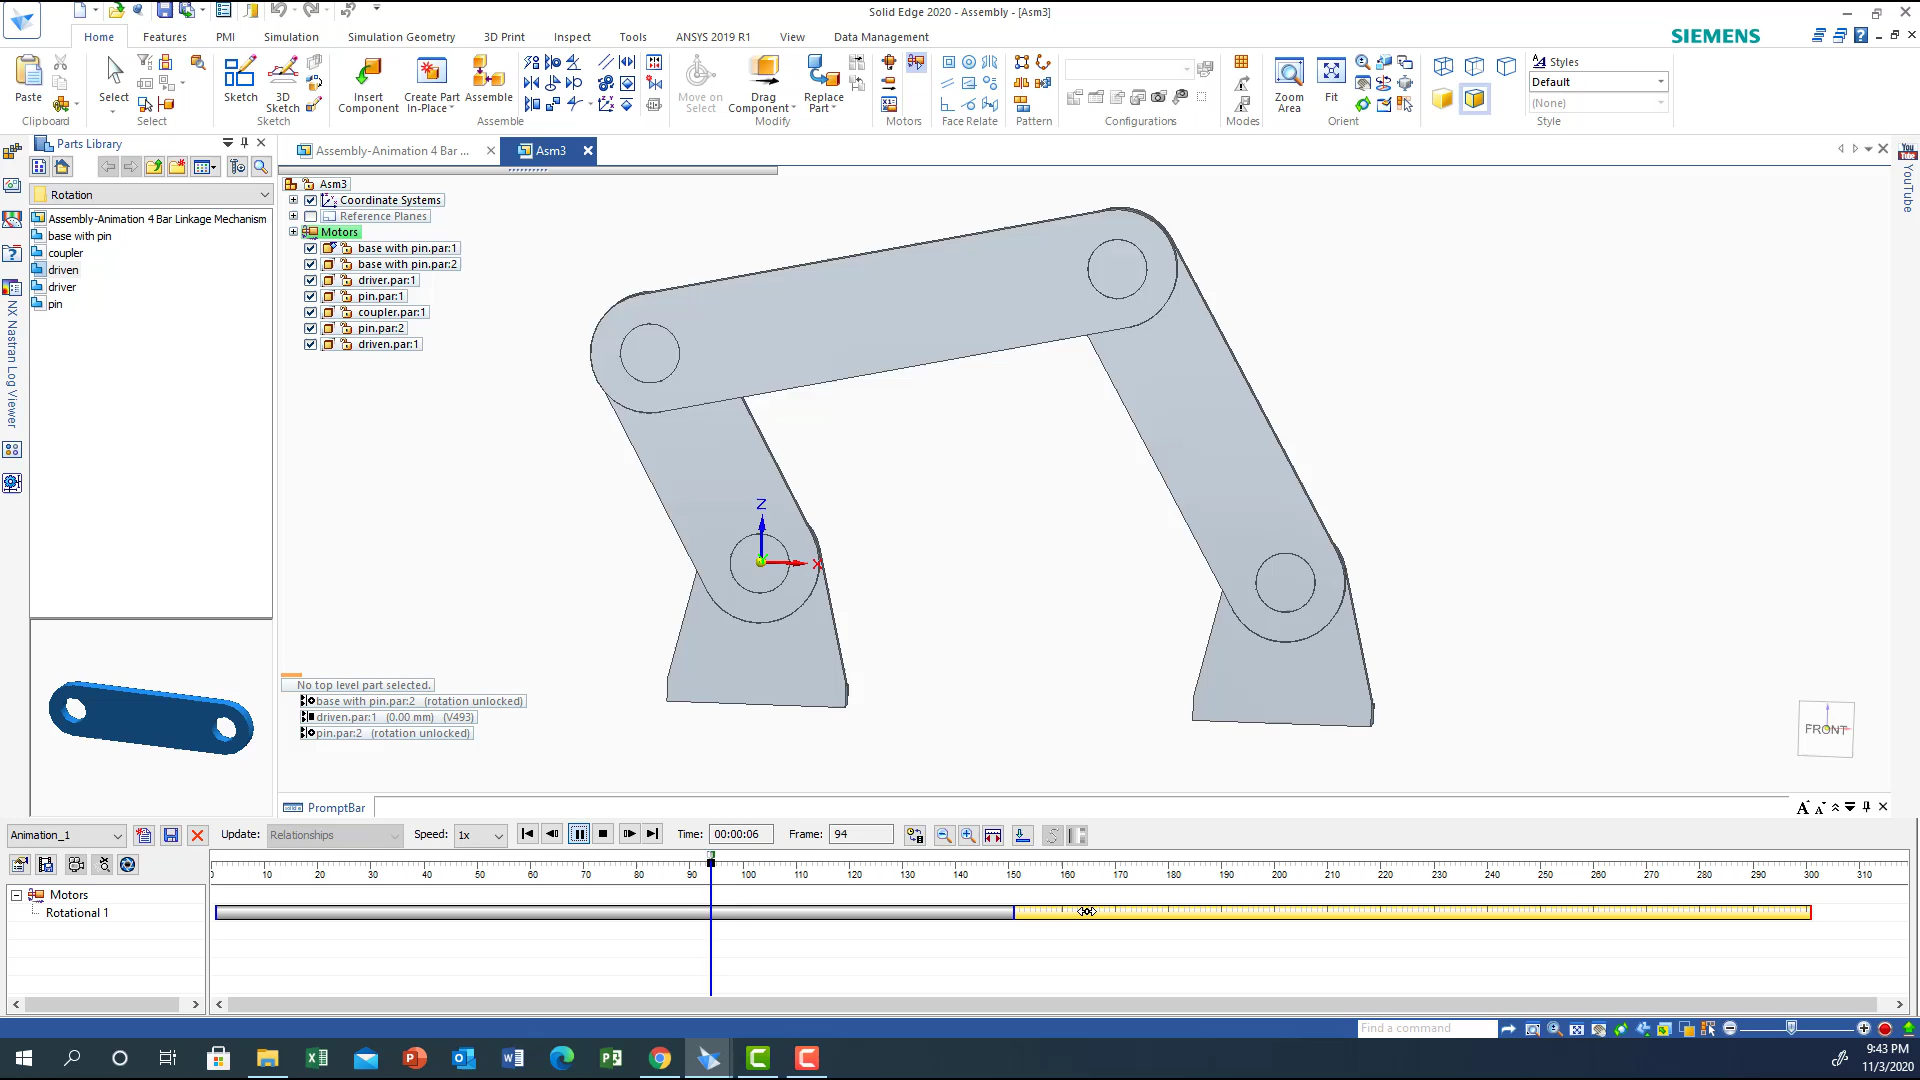 Solid Edge 2020 - Assembly - [Asm3]
Home Features PMI Simulation Simulation Geometry 3D Print Inspect Tools ANSYS 2019 R1 View Data Management
SIEMENS
Paste
Clipboard
Select
Select
Sketch
3D Sketch
Sketch
Insert Component
Create Part In-Place
Assembly
Assemble
Move on Select
Drag Component
Replace Part
Modify
Motors
Face Relate
Pattern
Configurations
Modes
Zoom Area
Fit
Orient
Styles
Default
(None)
Style
Parts Library
Rotation
Assembly-Animation 4 Bar Linkage Mechanism
base with pin
coupler
driven
driver
pin
NX Nastran Log Viewer
YouTube
You Tube
Assembly-Animation 4 Bar ...
Asm3
Asm3
Coordinate Systems
Reference Planes
Motors
base with pin.par:1
base with pin.par:2
driver.par:1
pin.par:1
coupler.par:1
pin.par:2
driven.par:1
Z
X
No top level part selected.
base with pin.par:2 (rotation unlocked)
driven.par:1 (0.00 mm) (V493)
pin.par:2 (rotation unlocked)
FRONT
PromptBar
Animation_1
Update: Relationships
Speed: 1x
Time: 00:00:06
Frame: 94
10 20 30 40 50 60 70 80 90 100 110 120 130 140 150 160 170 180 190 200 210 220 230 240 250 260 270 280 290 300 310
Motors
Rotational 1
Find a command
9:43 PM
11/3/2020